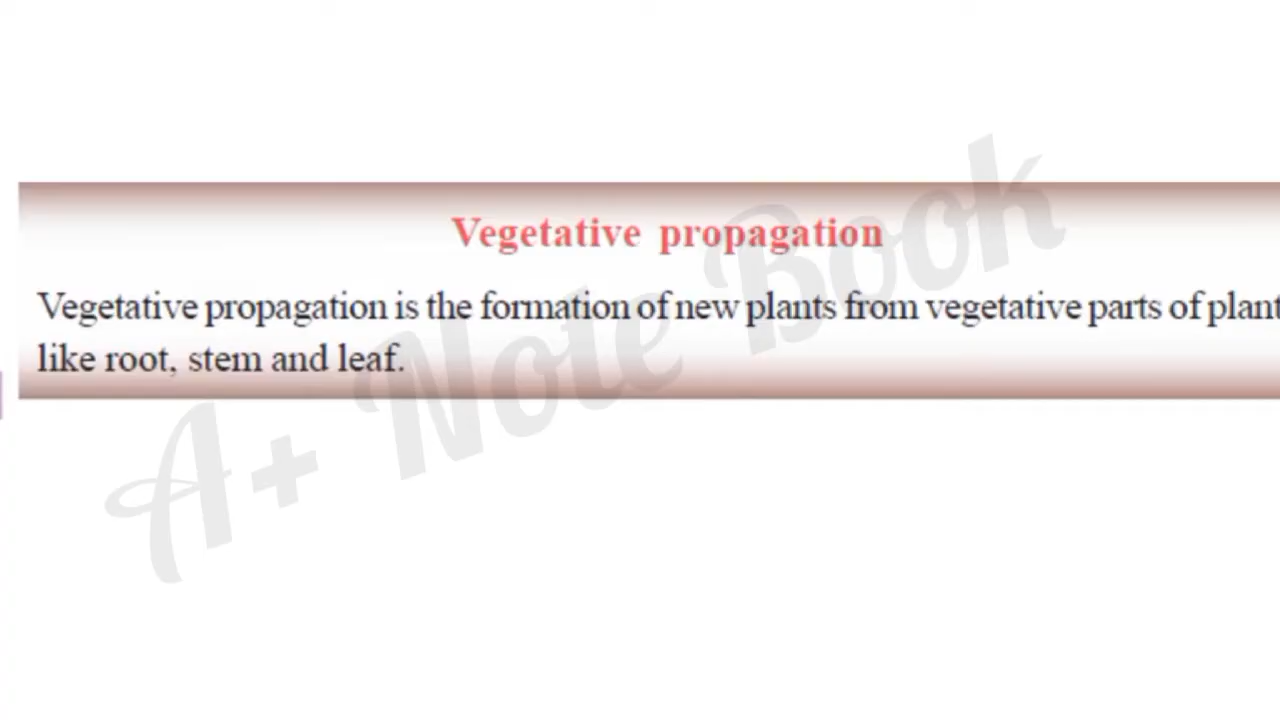 Vegetative propagation
Vegetative propagation is the formation of new plants from vegetative parts of plant
like root, stem and leaf.
A+ Note Book